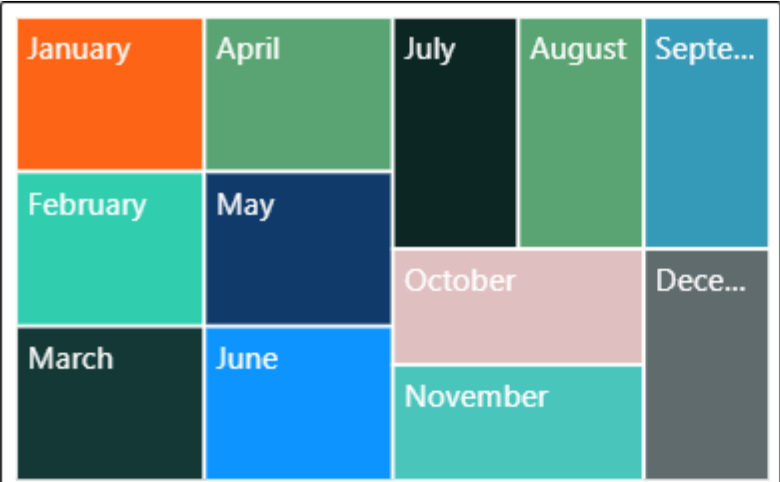 January
April
July
August
Septe...
February
May
October
Dece...
March
June
November